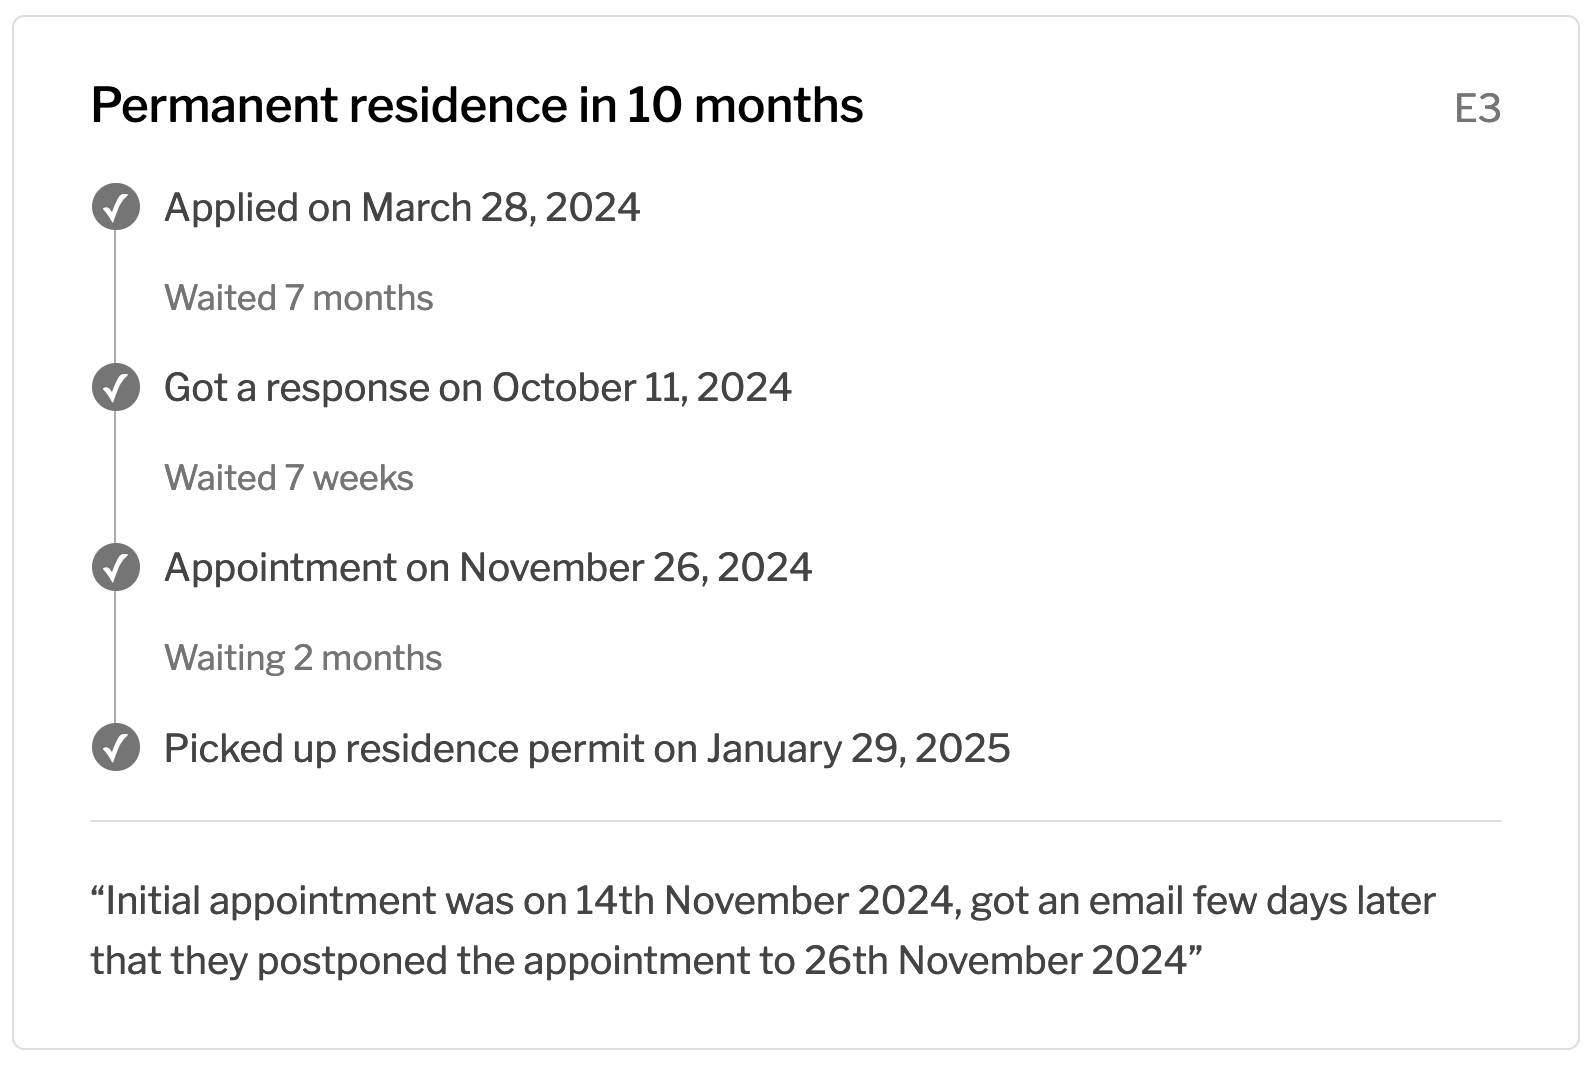 Permanent residence in 10 months
E3
Applied on March 28, 2024
Waited 7 months
Got a response on October 11, 2024
Waited 7 weeks
Appointment on November 26, 2024
Waiting 2 months
Picked up residence permit on January 29, 2025
“Initial appointment was on 14th November 2024, got an email few days later
that they postponed the appointment to 26th November 2024”